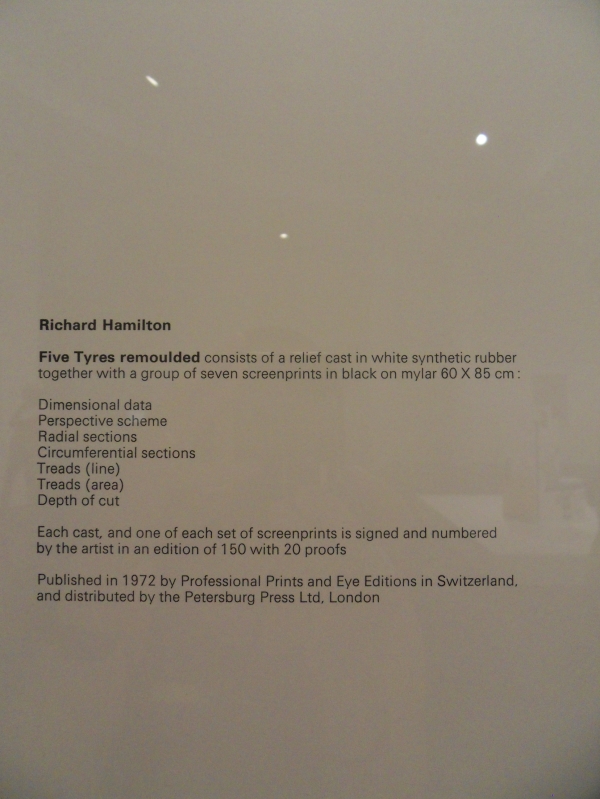 Richard Hamilton
Five Tyres remoulded consists of a relief cast in white synthetic rubber
together with a group of seven screenprints in black on mylar 60 X 85 cm :
Dimensional data
Perspective scheme
Radial sections
Circumferential sections
Treads (line)
Treads (area)
Depth of cut
Each cast, and one of each set of screenprints is signed and numbered
by the artist in an edition of 150 with 20 proofs
Published in 1972 by Professional Prints and Eye Editions in Switzerland,
and distributed by the Petersburg Press Ltd, London